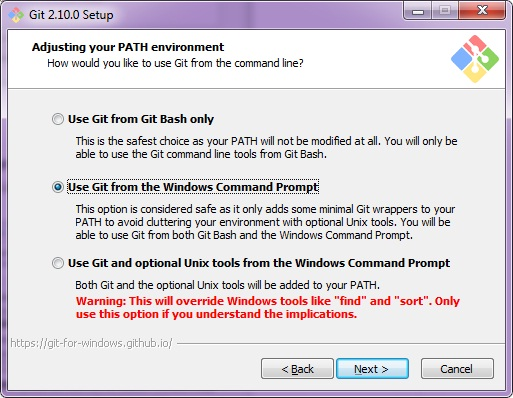 Git 2.10.0 Setup
Adjusting your PATH environment
How would you like to use Git from the command line?
Use Git from Git Bash only
This is the safest choice as your PATH will not be modified at all. You will only be
able to use the Git command line tools from Git Bash.
Use Git from the Windows Command Prompt
This option is considered safe as it only adds some minimal Git wrappers to your
PATH to avoid cluttering your environment with optional Unix tools. You will be
able to use Git from both Git Bash and the Windows Command Prompt.
Use Git and optional Unix tools from the Windows Command Prompt
Both Git and the optional Unix tools will be added to your PATH.
Warning: This will override Windows tools like "find" and "sort". Only
use this option if you understand the implications.
https://git-for-windows.github.io/
< Back
Next >
Cancel